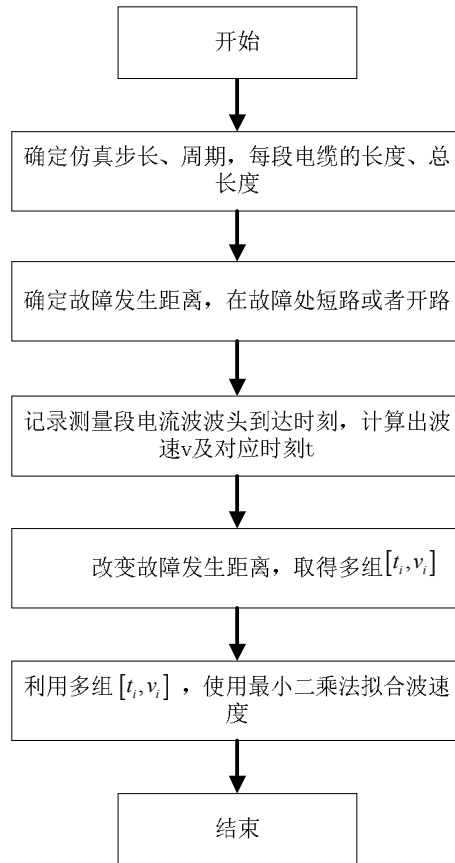 开始
确定仿真步长、周期，每段电缆的长度、总
长度
确定故障发生距离，在故障处短路或者开路
记录测量段电流波波头到达时刻，计算出波
速v及对应时刻t
改变故障发生距离，取得多组[t_i,v_i]
利用多组[t_i,v_i]，使用最小二乘法拟合波速
度
结束